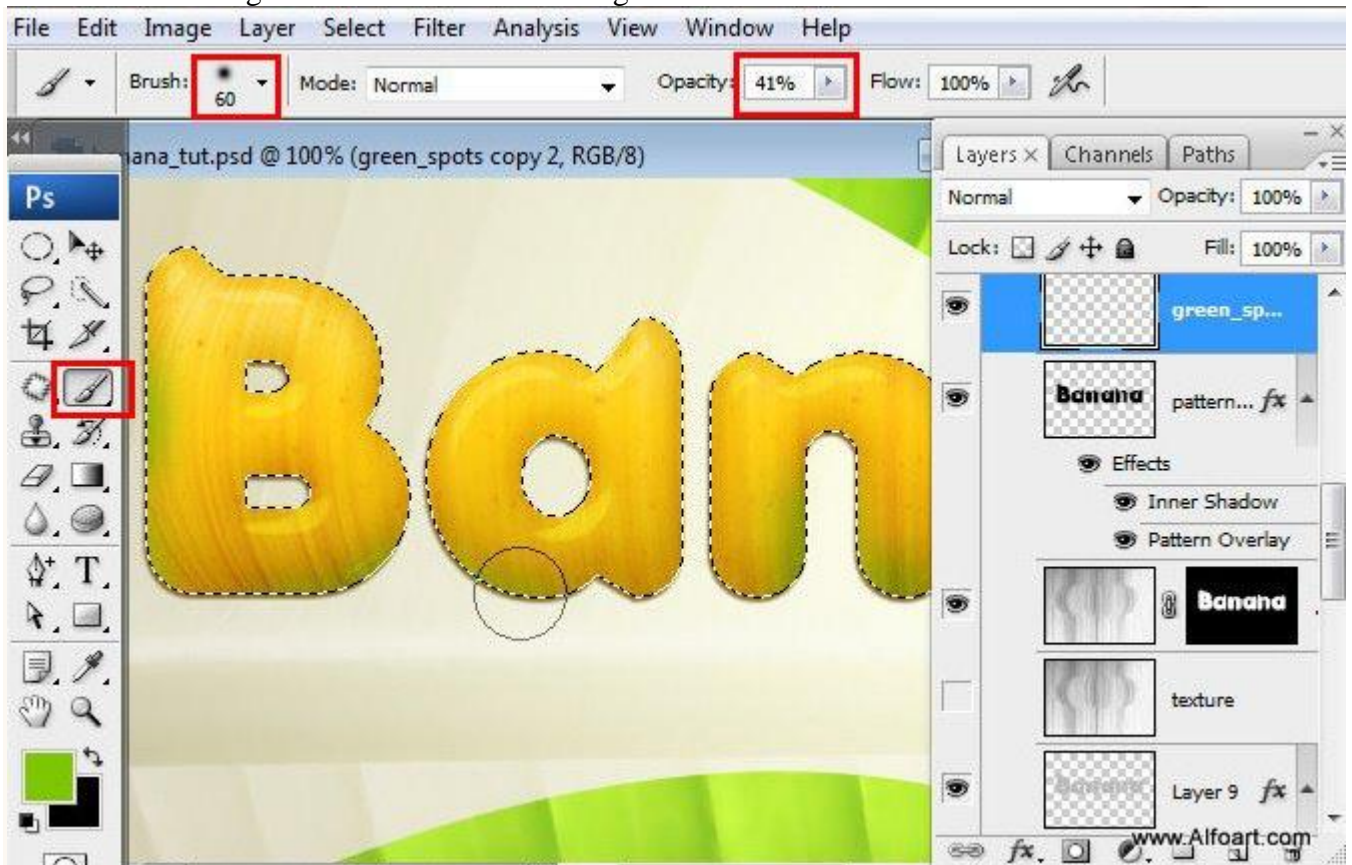 File Edit Image Layer Select Filter Analysis View Window Help
Brush: 60 Mode: Normal Opacity: 41% Flow: 100%
ana_tut.psd @ 100% (green_spots copy 2, RGB/8)
Layers × Channels Paths
Ps
Normal Opacity: 100%
Lock: Fill: 100%
green_sp...
Banana pattern... fx
Effects
Inner Shadow
Pattern Overlay
Banana
texture
Banana Layer 9 fx
Ban
T
fx.
www.Alfoart.com